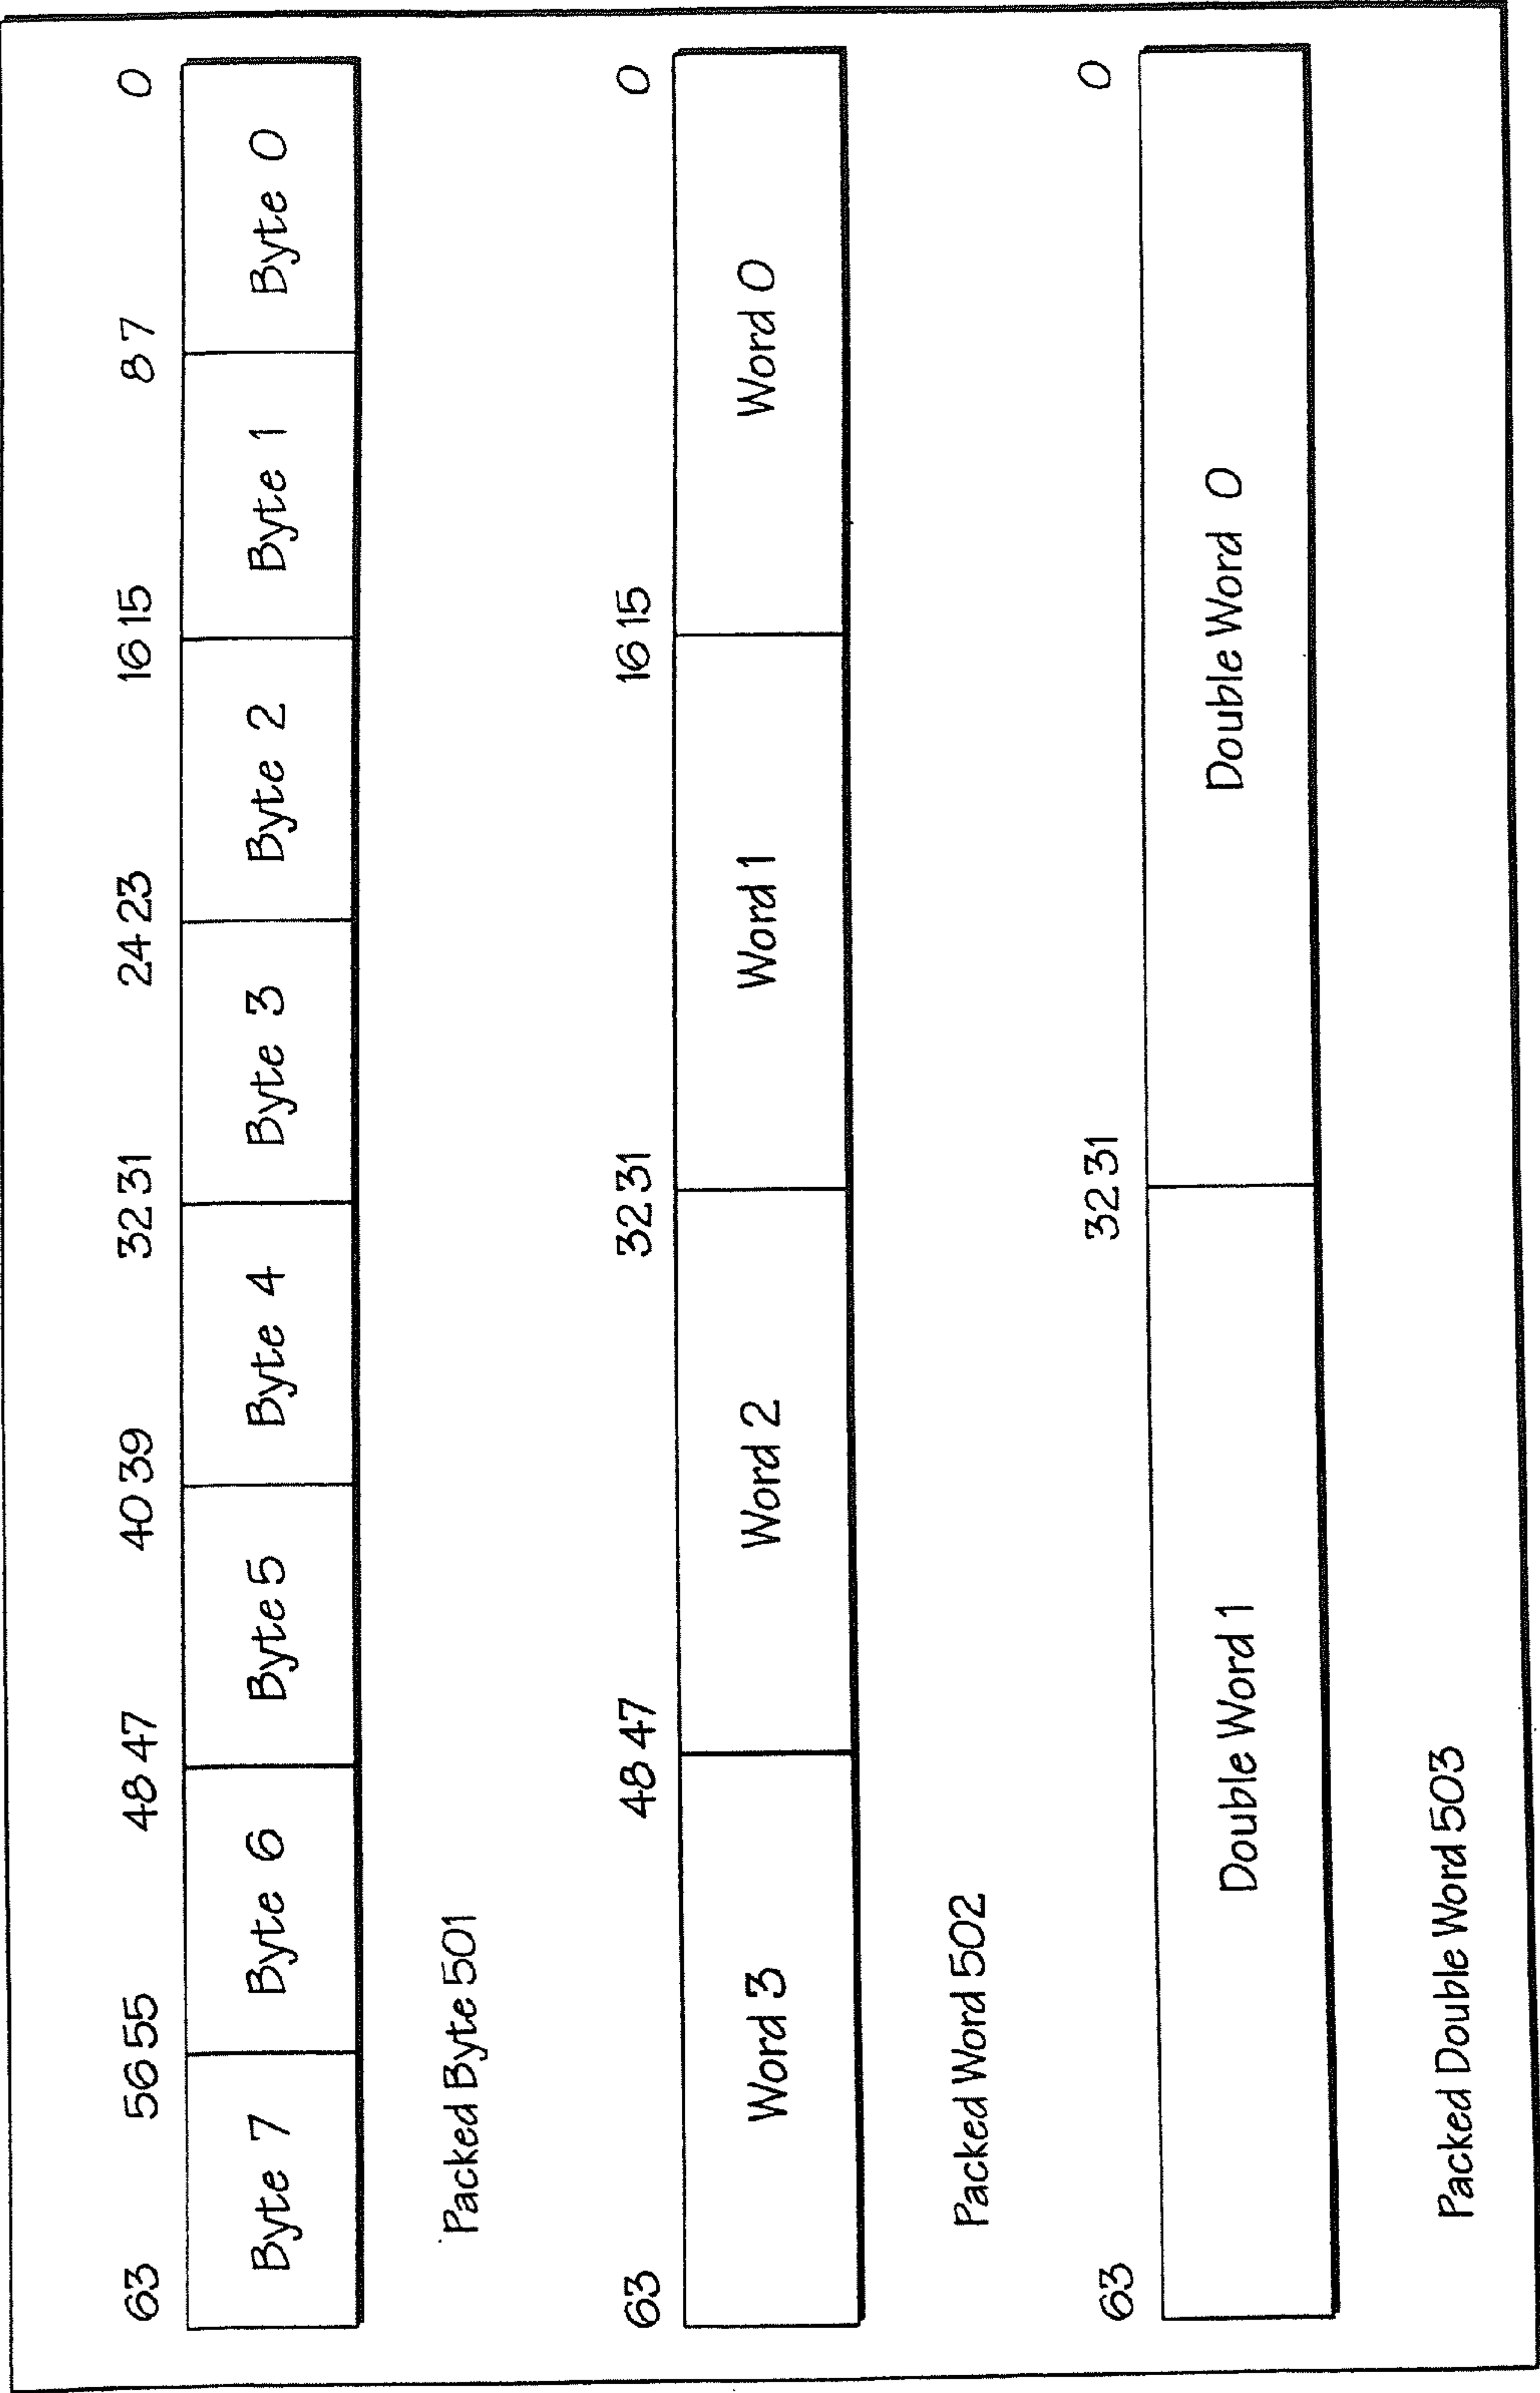 63 56 55 48 47 40 39 32 31 24 23 16 15 8 7 0
Byte 7 Byte 6 Byte 5 Byte 4 Byte 3 Byte 2 Byte 1 Byte 0
Packed Byte 501
63 48 47 32 31 16 15 0
Word 3 Word 2 Word 1 Word 0
Packed Word 502
63 32 31 0
Double Word 1 Double Word 0
Packed Double Word 503